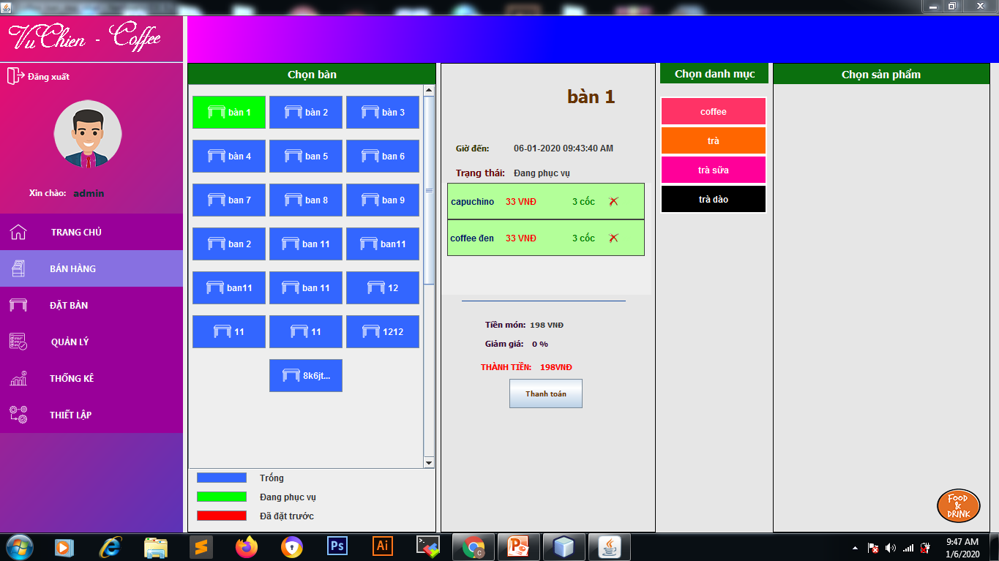 VuChien - Coffee
Đăng xuất
Xin chào: admin
TRANG CHỦ
BÁN HÀNG
ĐẶT BÀN
QUẢN LÝ
THỐNG KÊ
THIẾT LẬP
Chọn bàn
bàn 1 bàn 2 bàn 3
bàn 4 ban 5 ban 6
ban 7 ban 8 ban 9
ban 2 ban 11 ban11
ban11 ban 11 12
11 11 1212
8k6jt...
Trống
Đang phục vụ
Đã đặt trước
bàn 1
Giờ đến: 06-01-2020 09:43:40 AM
Trạng thái: Đang phục vụ
capuchino 33 VNĐ 3 cốc
coffee đen 33 VNĐ 3 cốc
Tiền món: 198 VNĐ
Giảm giá: 0 %
THÀNH TIỀN: 198VNĐ
Thanh toán
Chọn danh mục
coffee
trà
trà sữa
trà dào
Chọn sản phẩm
FOOD
&
DRINK
Ps
Ai
9:47 AM
1/6/2020